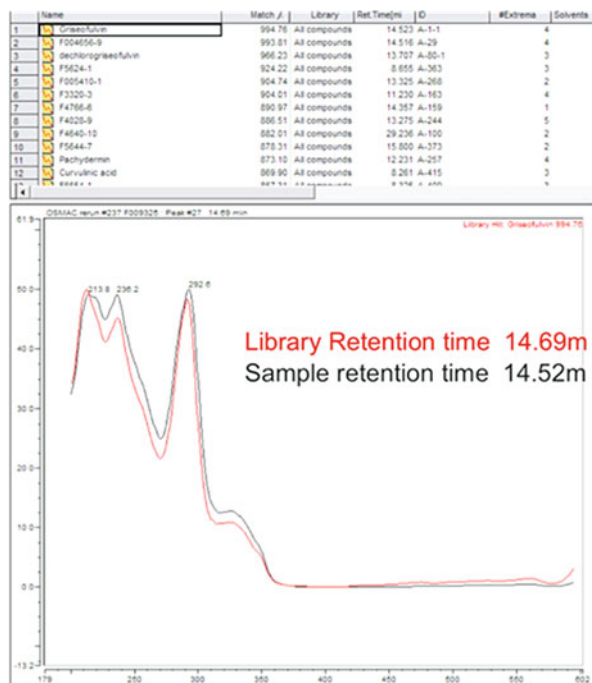 Name Match Library Ret.Time[mi ID #Extrema Solvents
1 Griseofulvin 994.76 All compounds 14.523 A-1-1 4
2 F004656-9 993.81 All compounds 14.516 A-29 4
3 dechlorogriseofulvin 966.23 All compounds 13.707 A-80-1 3
4 F5624-1 924.22 All compounds 8.655 A-363 3
5 F005410-1 904.74 All compounds 13.325 A-268 2
6 F3320-3 904.01 All compounds 11.230 A-163 4
7 F4766-6 890.97 All compounds 14.357 A-159 1
8 F4028-9 886.51 All compounds 13.275 A-244 5
9 F4640-10 882.01 All compounds 29.236 A-100 2
10 F5644-7 878.31 All compounds 15.800 A-373 2
11 Pachydermin 873.10 All compounds 12.231 A-257 4
12 Curvulinic acid 869.90 All compounds 8.261 A-415 3
OSMAC rerun #237 F009326 Peak #27 14.69 min
Library Hit: Griseofulvin 994.76
61.9
50.0
213.8 236.2 292.6
Library Retention time 14.69m
Sample retention time 14.52m
40.0
30.0
20.0
10.0
0.0
-13.2
179 250 300 350 400 450 500 550 602